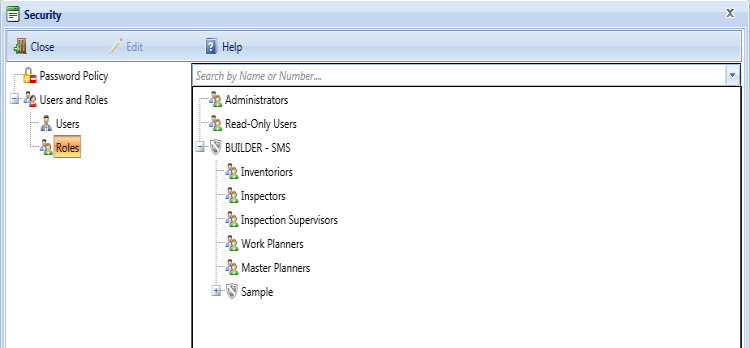 Security
Close Edit Help
Password Policy
Users and Roles
Users
Roles
Search by Name or Number....
Administrators
Read-Only Users
BUILDER - SMS
Inventoriors
Inspectors
Inspection Supervisors
Work Planners
Master Planners
Sample